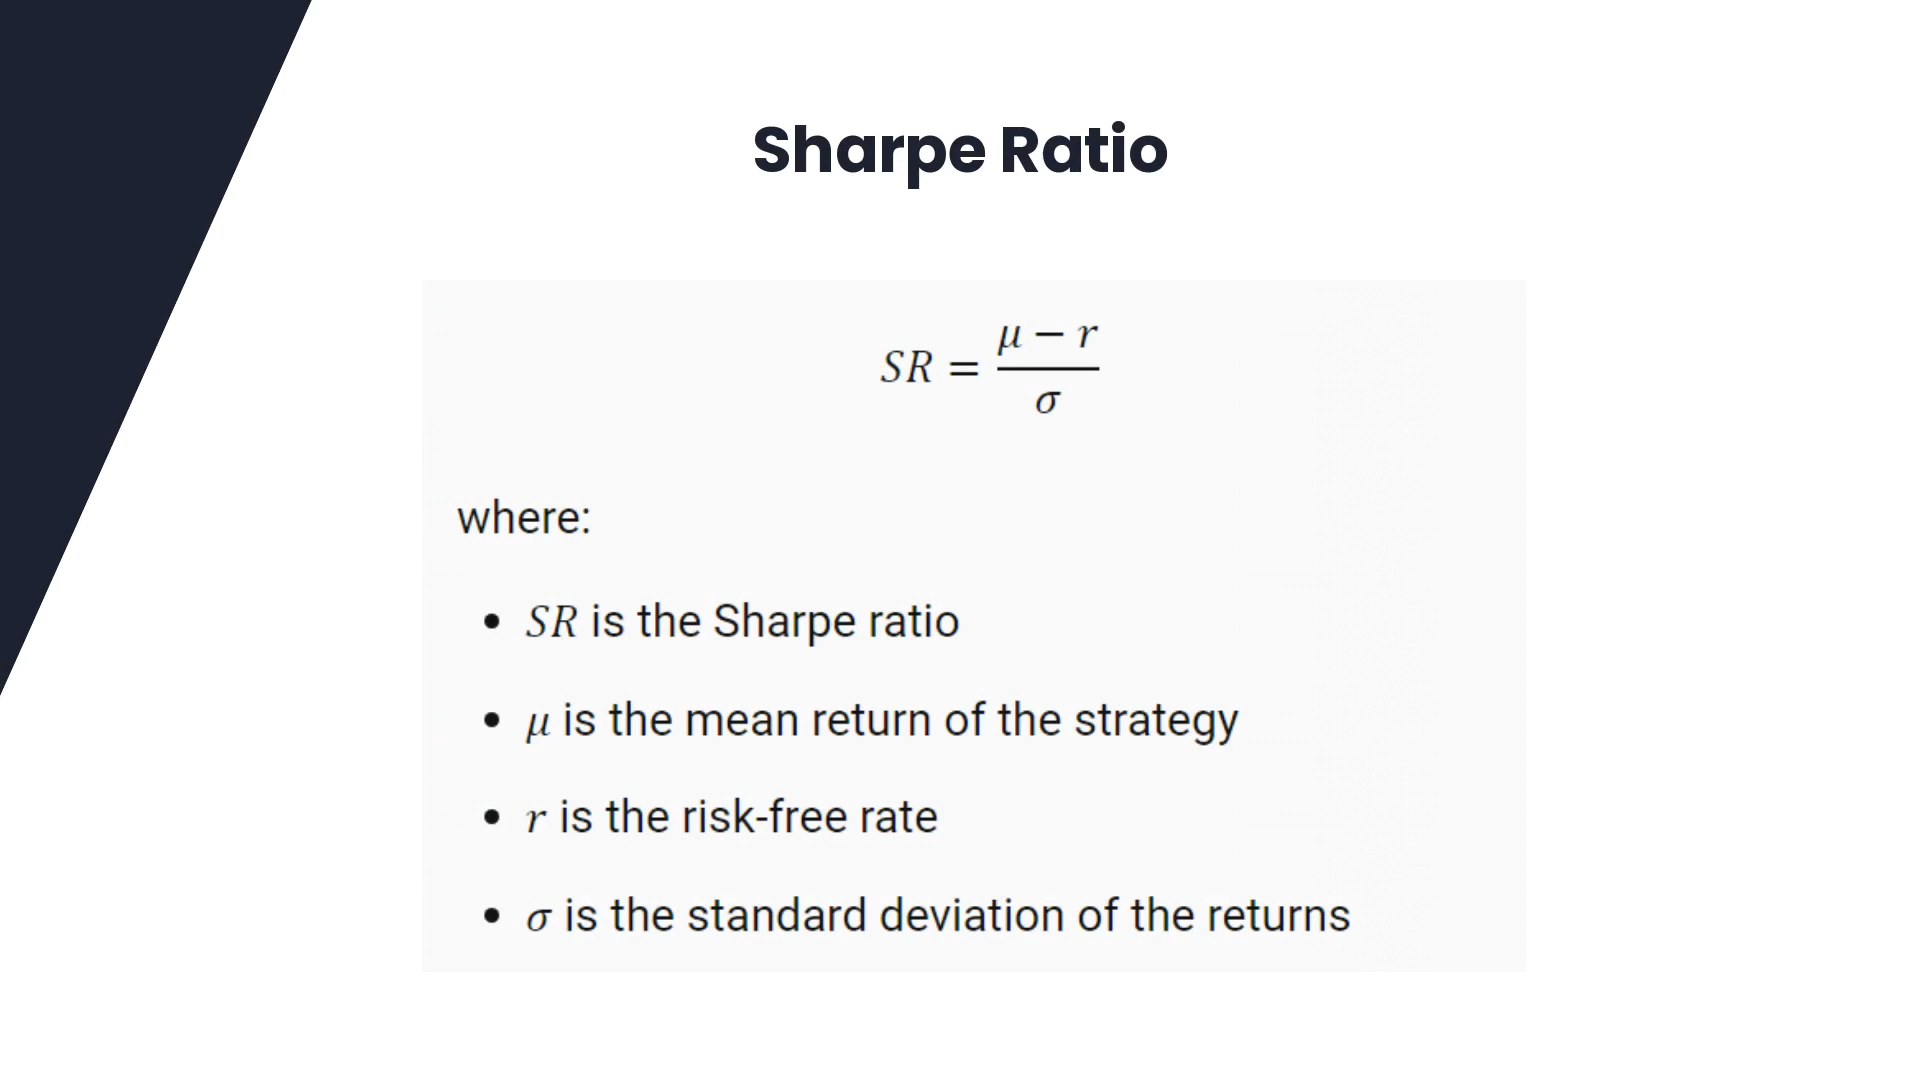 Sharpe Ratio
SR = \frac{μ − r}{σ}
where:
• SR is the Sharpe ratio
• μ is the mean return of the strategy
• r is the risk-free rate
• σ is the standard deviation of the returns